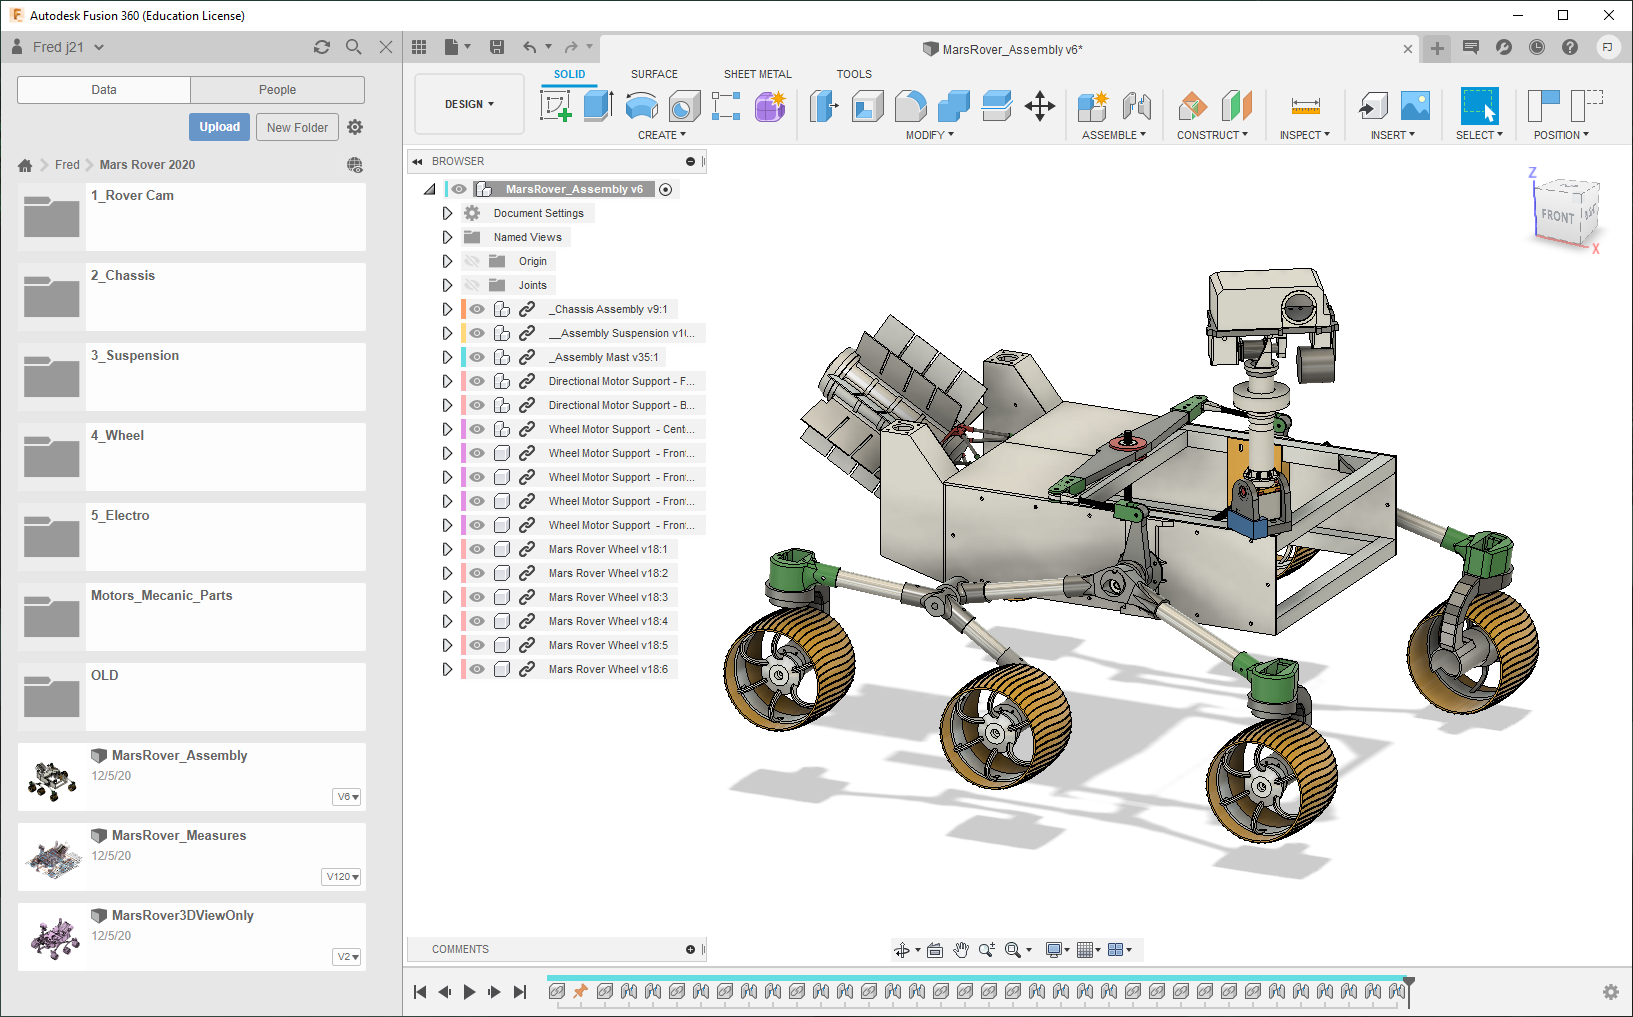 Autodesk Fusion 360 (Education License)
Fred j21
MarsRover_Assembly v6*
FJ
Data
People
Upload
New Folder
Fred
Mars Rover 2020
1_Rover Cam
2_Chassis
3_Suspension
4_Wheel
5_Electro
Motors_Mecanic_Parts
OLD
MarsRover_Assembly
12/5/20
V6
MarsRover_Measures
12/5/20
V120
MarsRover3DViewOnly
12/5/20
V2
SOLID
SURFACE
SHEET METAL
TOOLS
DESIGN
CREATE
MODIFY
ASSEMBLE
CONSTRUCT
INSPECT
INSERT
SELECT
POSITION
BROWSER
MarsRover_Assembly v6
Document Settings
Named Views
Origin
Joints
_Chassis Assembly v9:1
__Assembly Suspension v1(...
_Assembly Mast v35:1
Directional Motor Support - F...
Directional Motor Support - B...
Wheel Motor Support - Cent...
Wheel Motor Support - Front...
Wheel Motor Support - Front...
Wheel Motor Support - Front...
Wheel Motor Support - Front...
Mars Rover Wheel v18:1
Mars Rover Wheel v18:2
Mars Rover Wheel v18:3
Mars Rover Wheel v18:4
Mars Rover Wheel v18:5
Mars Rover Wheel v18:6
Z
FRONT
X
COMMENTS